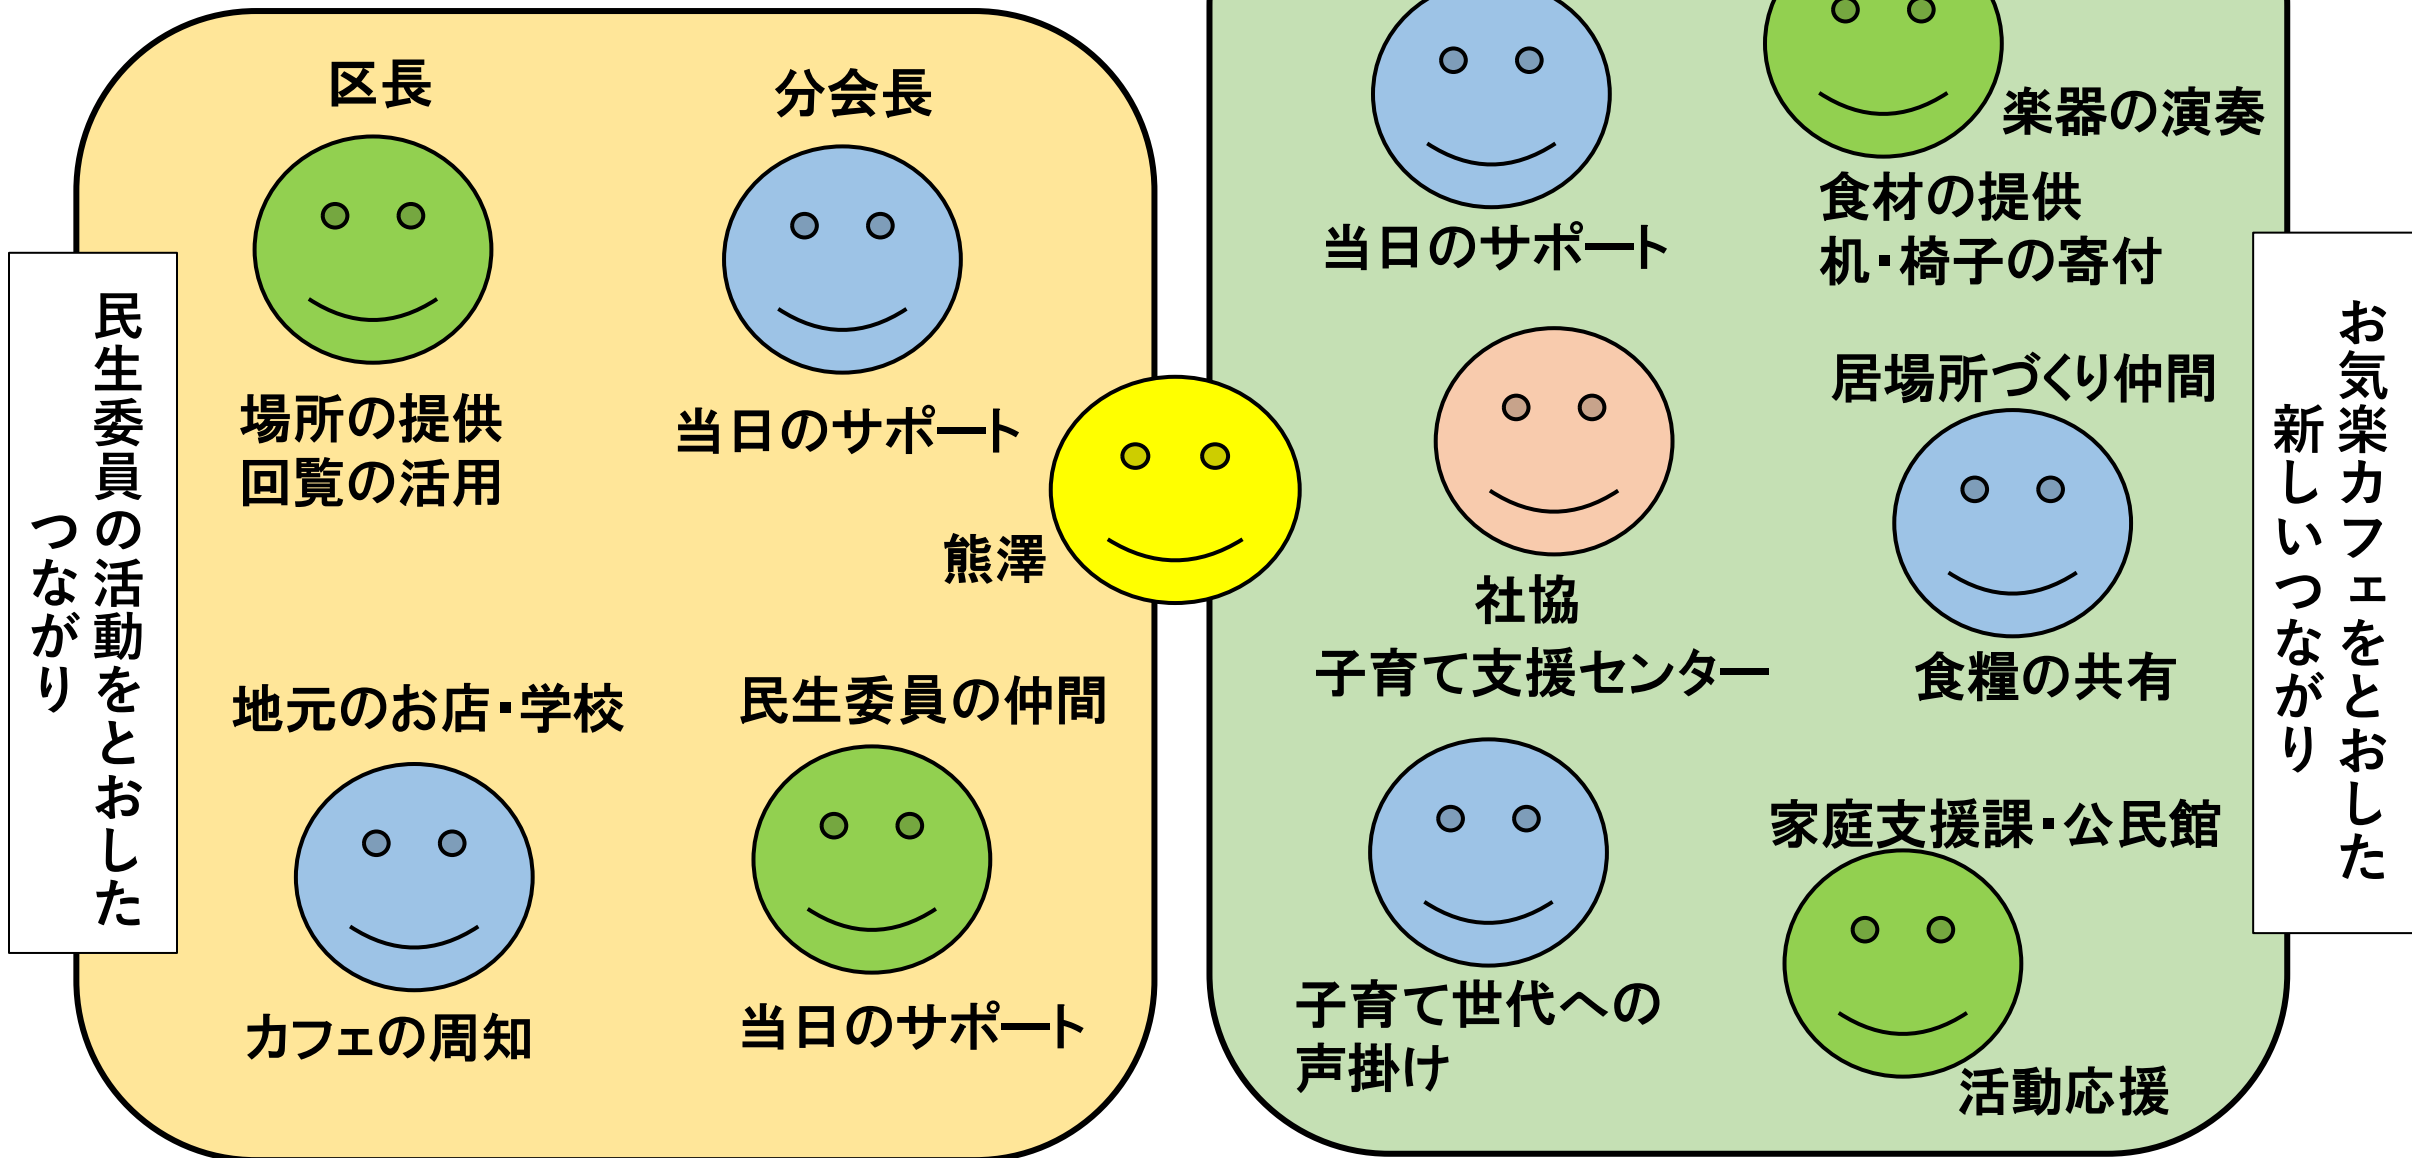 民生委員の活動をとおした
つながり
区長
場所の提供
回覧の活用
分会長
当日のサポート
熊澤
地元のお店・学校
カフェの周知
民生委員の仲間
当日のサポート
当日のサポート
楽器の演奏
食材の提供
机・椅子の寄付
社協
居場所づくり仲間
食糧の共有
子育て支援センター
子育て世代への
声掛け
家庭支援課・公民館
活動応援
お気楽カフェをとおした
新しいつながり